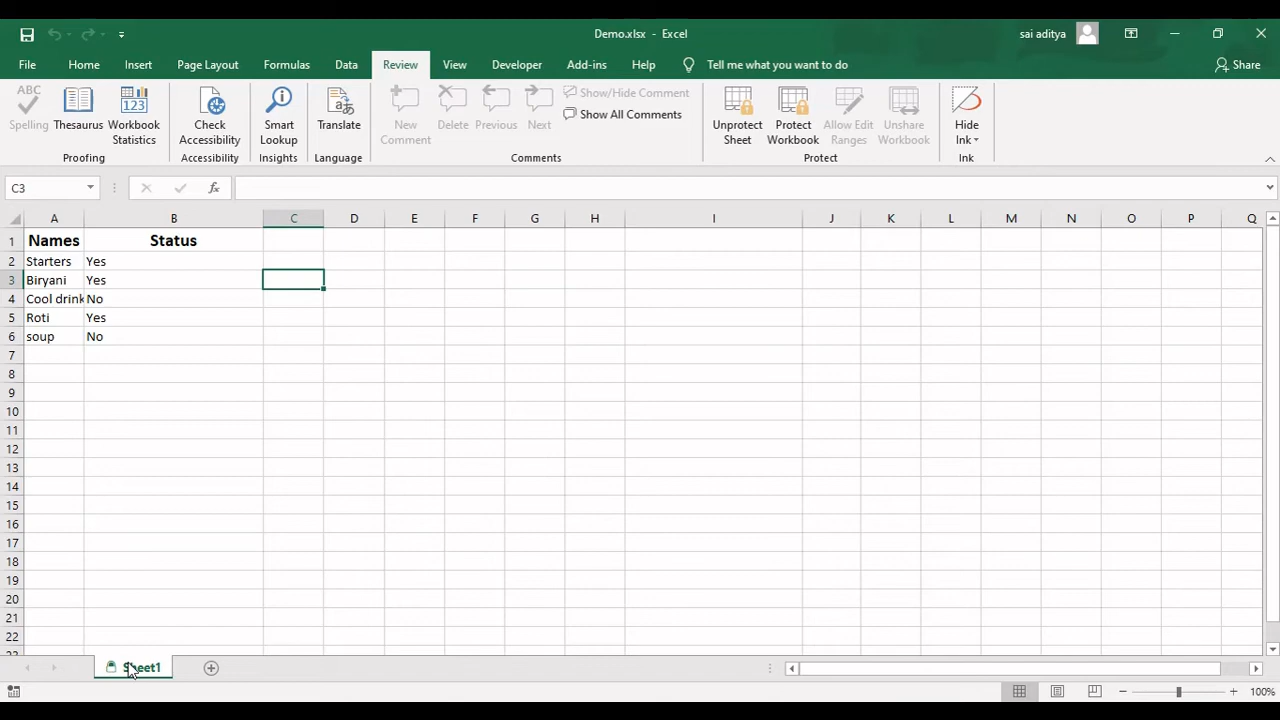 Demo.xlsx - Excel
sai aditya
File Home Insert Page Layout Formulas Data Review View Developer Add-ins Help Tell me what you want to do Share
ABC
Spelling
Thesaurus
123
Workbook
Statistics
Proofing
Check
Accessibility
Accessibility
Smart
Lookup
Insights
Translate
Language
New
Comment
Delete
Previous
Next
Show/Hide Comment
Show All Comments
Comments
Unprotect
Sheet
Protect
Workbook
Allow Edit
Ranges
Unshare
Workbook
Protect
Hide
Ink
Ink
C3 fx
A B C D E F G H I J K L M N O P Q
1 Names Status
2 Starters Yes
3 Biryani Yes
4 Cool drink No
5 Roti Yes
6 soup No
7
8
9
10
11
12
13
14
15
16
17
18
19
20
21
22
23
Sheet1
100%